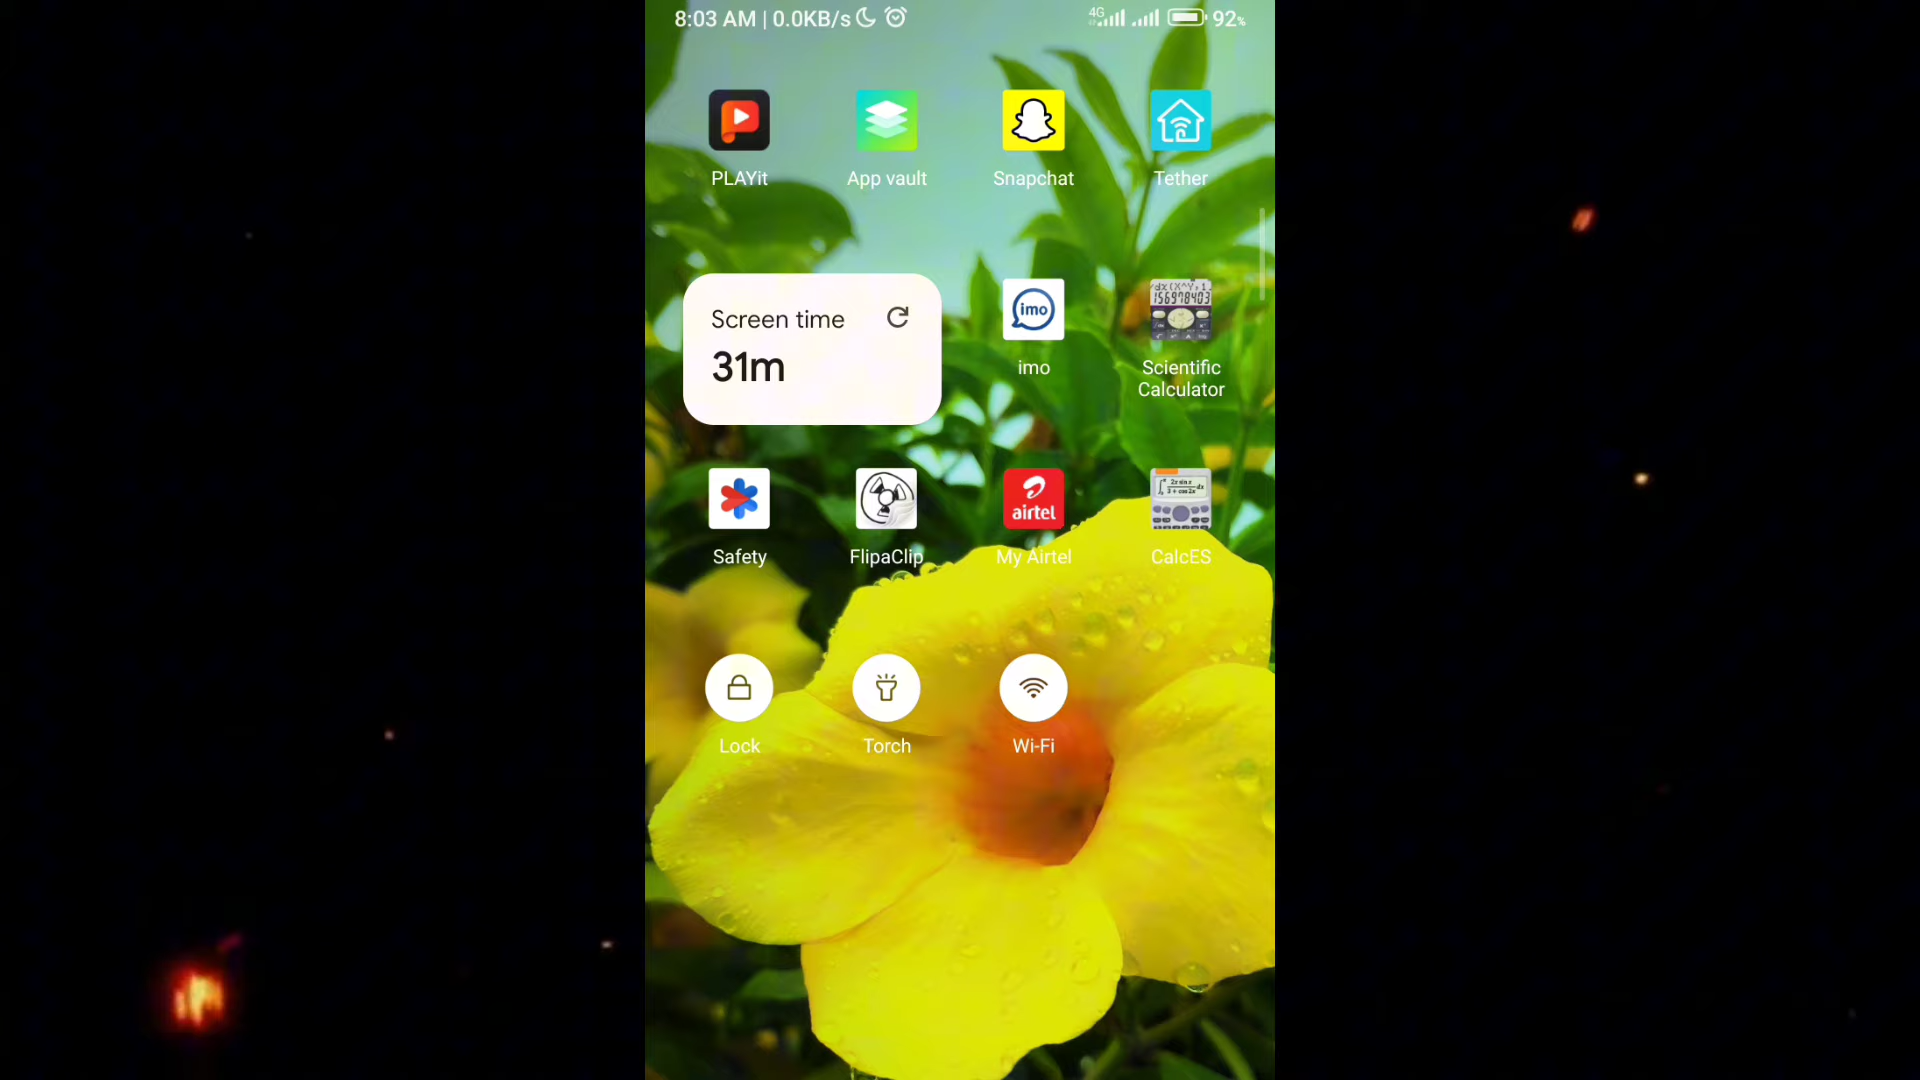 8:03 AM | 0.0KB/s
4G
92%
PLAYit
App vault
Snapchat
Tether
Screen time
31m
imo
imo
Scientific
Calculator
airtel
Safety
FlipaClip
My Airtel
CalcES
Lock
Torch
Wi-Fi